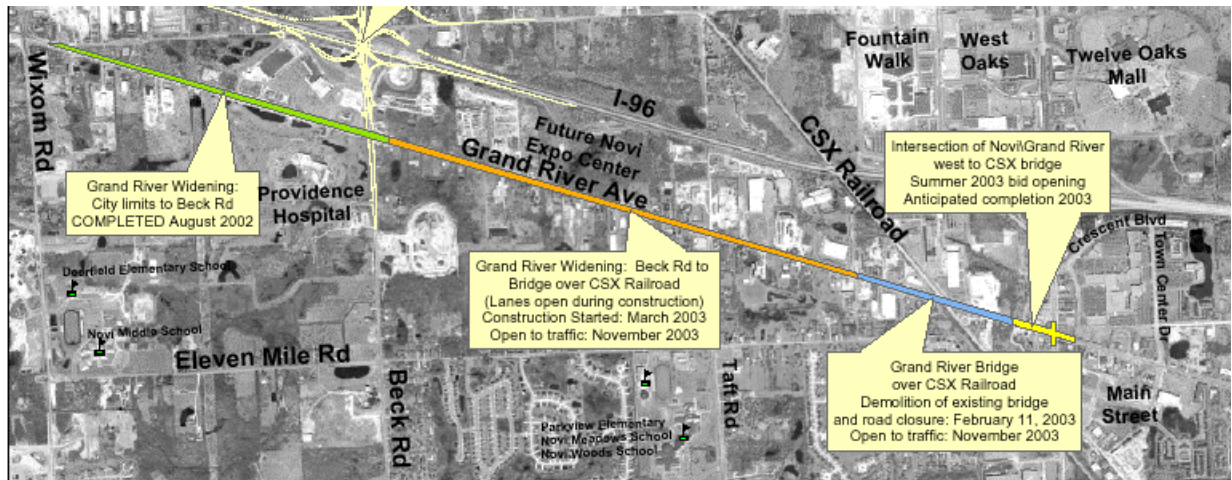 Wixom Rd
Grand River Widening:
City limits to Beck Rd
COMPLETED August 2002
Providence
Hospital
Deerfield Elementary School
Novi Middle School
Eleven Mile Rd
Beck Rd
I-96
Future Novi
Expo Center
Grand River Ave
Grand River Widening: Beck Rd to
Bridge over CSX Railroad
(Lanes open during construction)
Construction Started: March 2003
Open to traffic: November 2003
Parkview Elementary
Novi Meadows School
Novi Woods School
Taft Rd
CSX Railroad
Fountain
Walk
West
Oaks
Twelve Oaks
Mall
Intersection of Novi\Grand River
west to CSX bridge
Summer 2003 bid opening
Anticipated completion 2003
Crescent Blvd
Town Center Dr
Grand River Bridge
over CSX Railroad
Demolition of existing bridge
and road closure: February 11, 2003
Open to traffic: November 2003
Main
Street